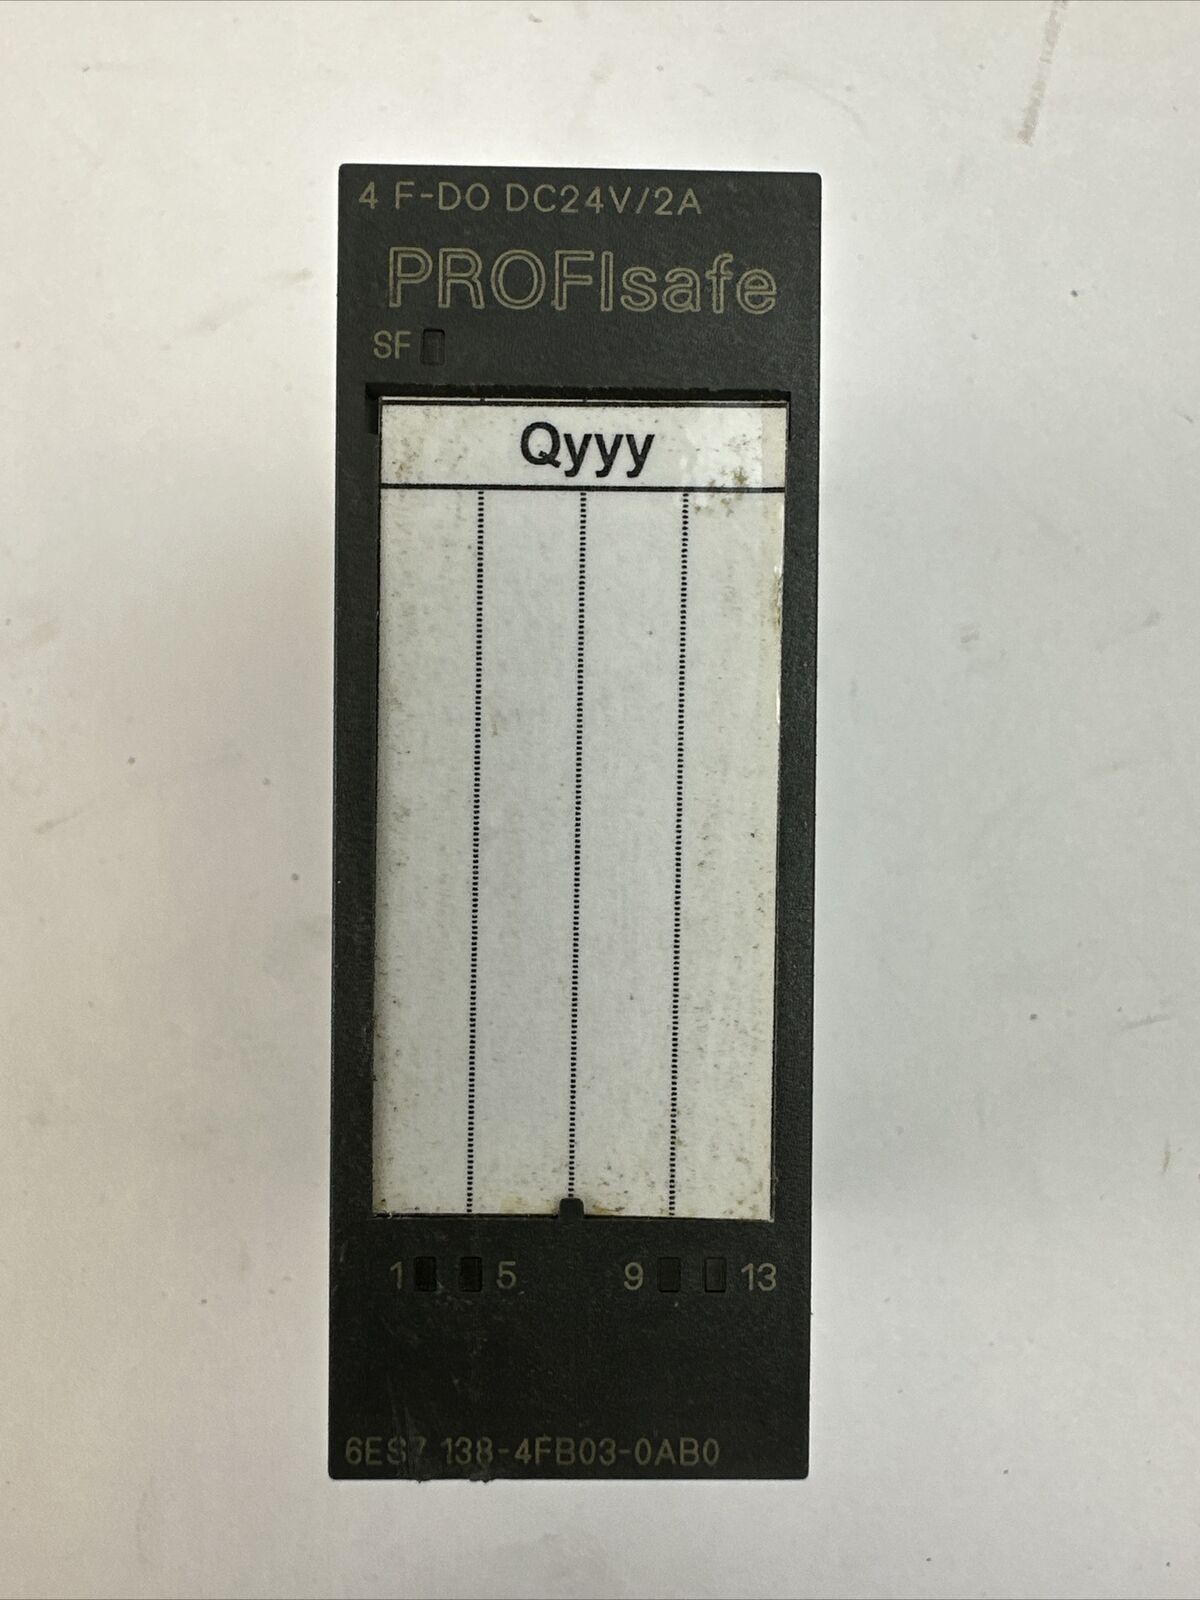 4 F-DO DC24V/2A
PROFIsafe
SF
Qyyy
1 5 9 13
6ES7 138-4FB03-0AB0